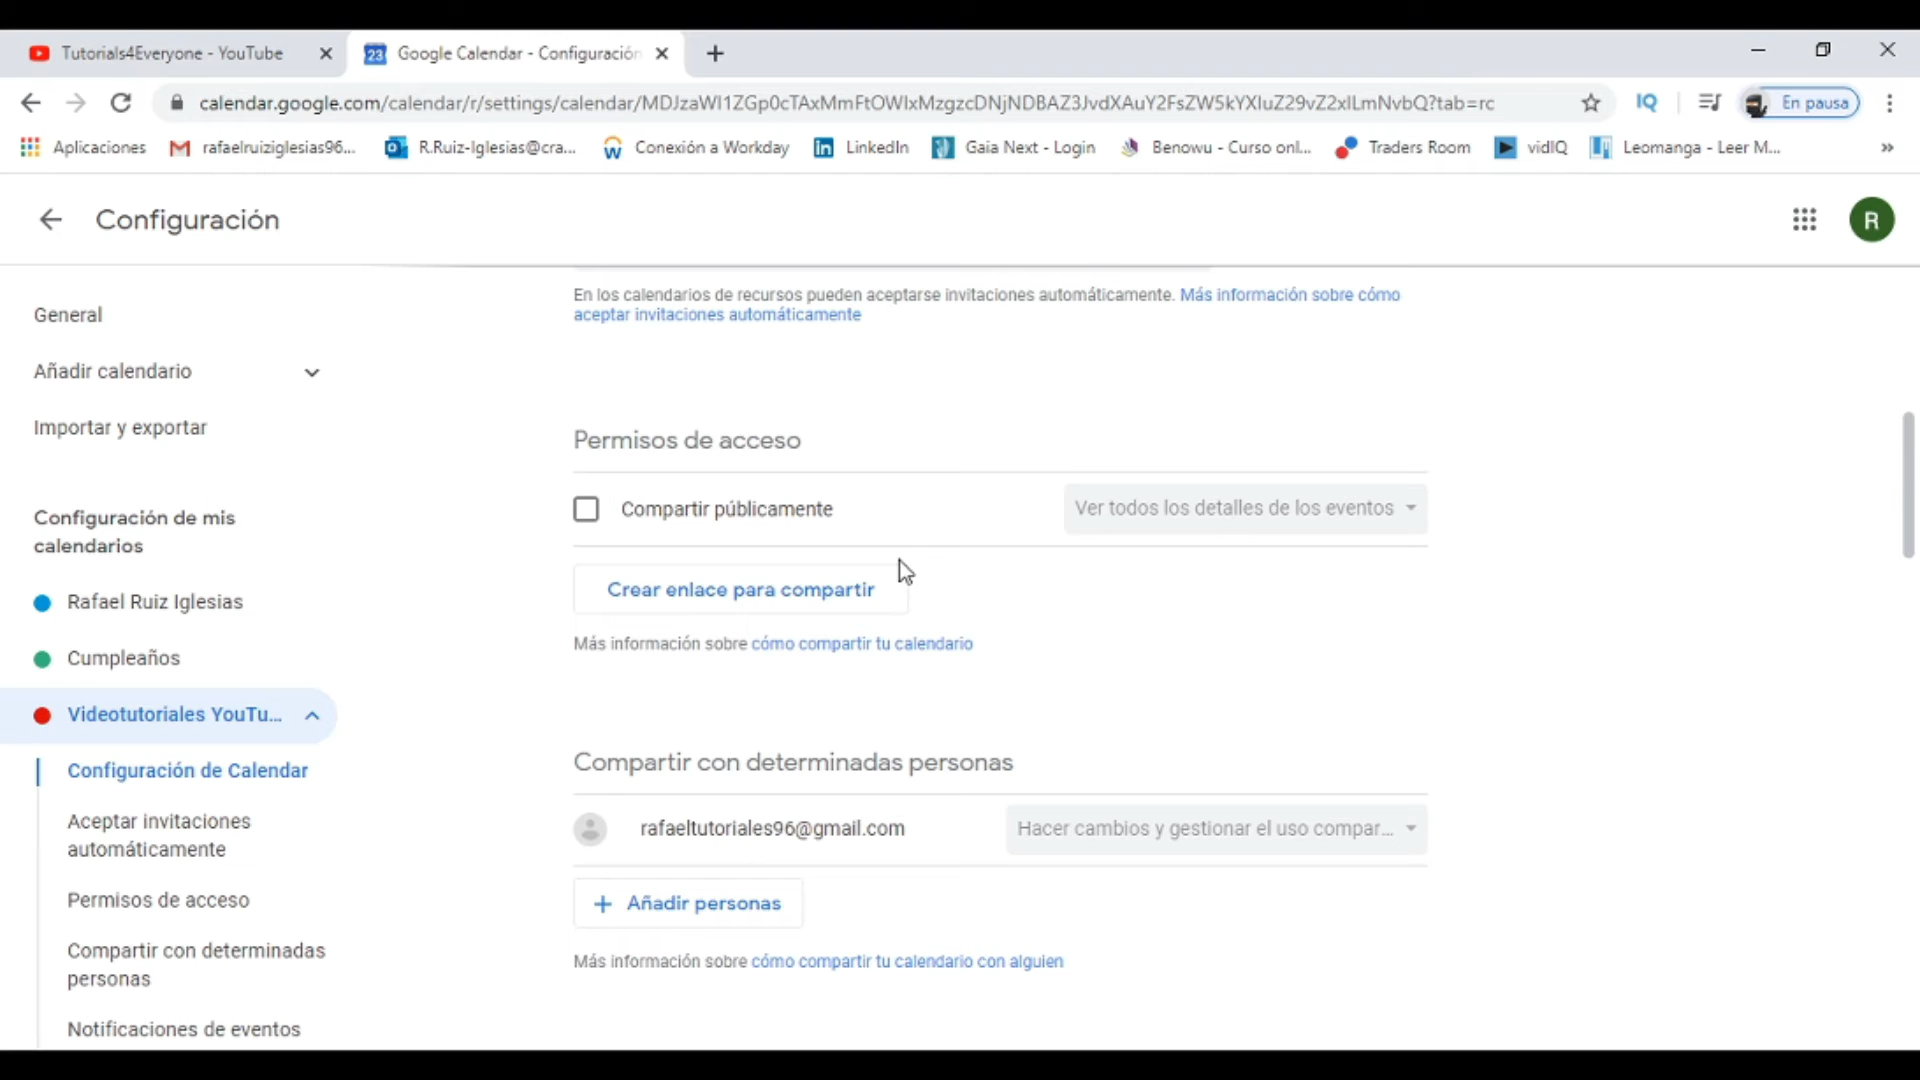 Tutorials4Everyone - YouTube
23
Google Calendar - Configuración
calendar.google.com/calendar/r/settings/calendar/MDJzaWI1ZGp0cTAxMmFtOWIxMzgzcDNjNDBAZ3JvdXAuY2FsZW5kYXIuZ29vZ2xlLmNvbQ?tab=rc
IQ
En pausa
Aplicaciones
rafaelruiziglesias96...
R.Ruiz-Iglesias@cra...
Conexión a Workday
LinkedIn
Gaia Next - Login
Benowu - Curso onl...
Traders Room
vidIQ
Leomanga - Leer M...
»
Configuración
R
General
Añadir calendario
Importar y exportar
Configuración de mis
calendarios
Rafael Ruiz Iglesias
Cumpleaños
Videotutoriales YouTu...
Configuración de Calendar
Aceptar invitaciones
automáticamente
Permisos de acceso
Compartir con determinadas
personas
Notificaciones de eventos
En los calendarios de recursos pueden aceptarse invitaciones automáticamente. Más información sobre cómo
aceptar invitaciones automáticamente
Permisos de acceso
Compartir públicamente
Ver todos los detalles de los eventos
Crear enlace para compartir
Más información sobre cómo compartir tu calendario
Compartir con determinadas personas
rafaeltutoriales96@gmail.com
Hacer cambios y gestionar el uso compar...
+ Añadir personas
Más información sobre cómo compartir tu calendario con alguien